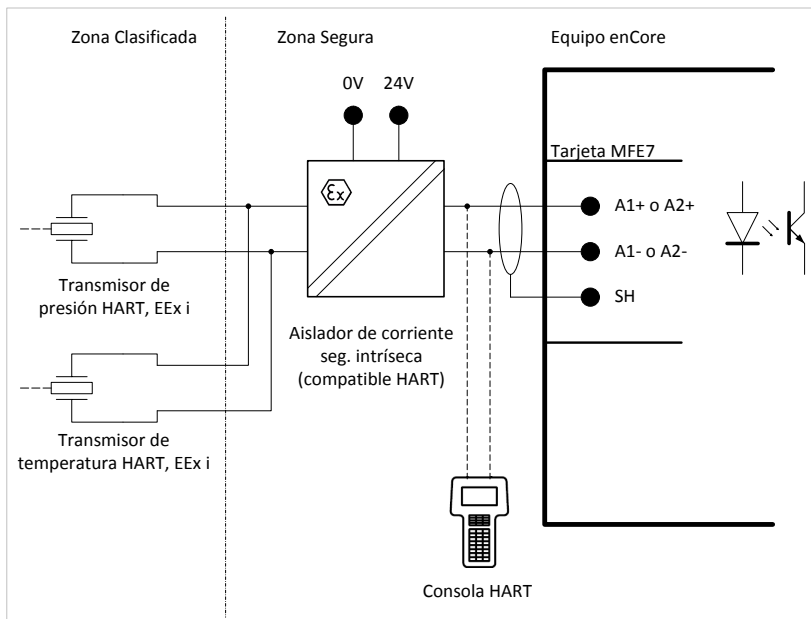 Zona Clasificada
Zona Segura
Equipo enCore
0V
24V
Tarjeta MFE7
Ex
A1+ o A2+
A1- o A2-
SH
Transmisor de
presión HART, EEx i
Aislador de corriente
seg. intríseca
(compatible HART)
Transmisor de
temperatura HART, EEx i
Consola HART